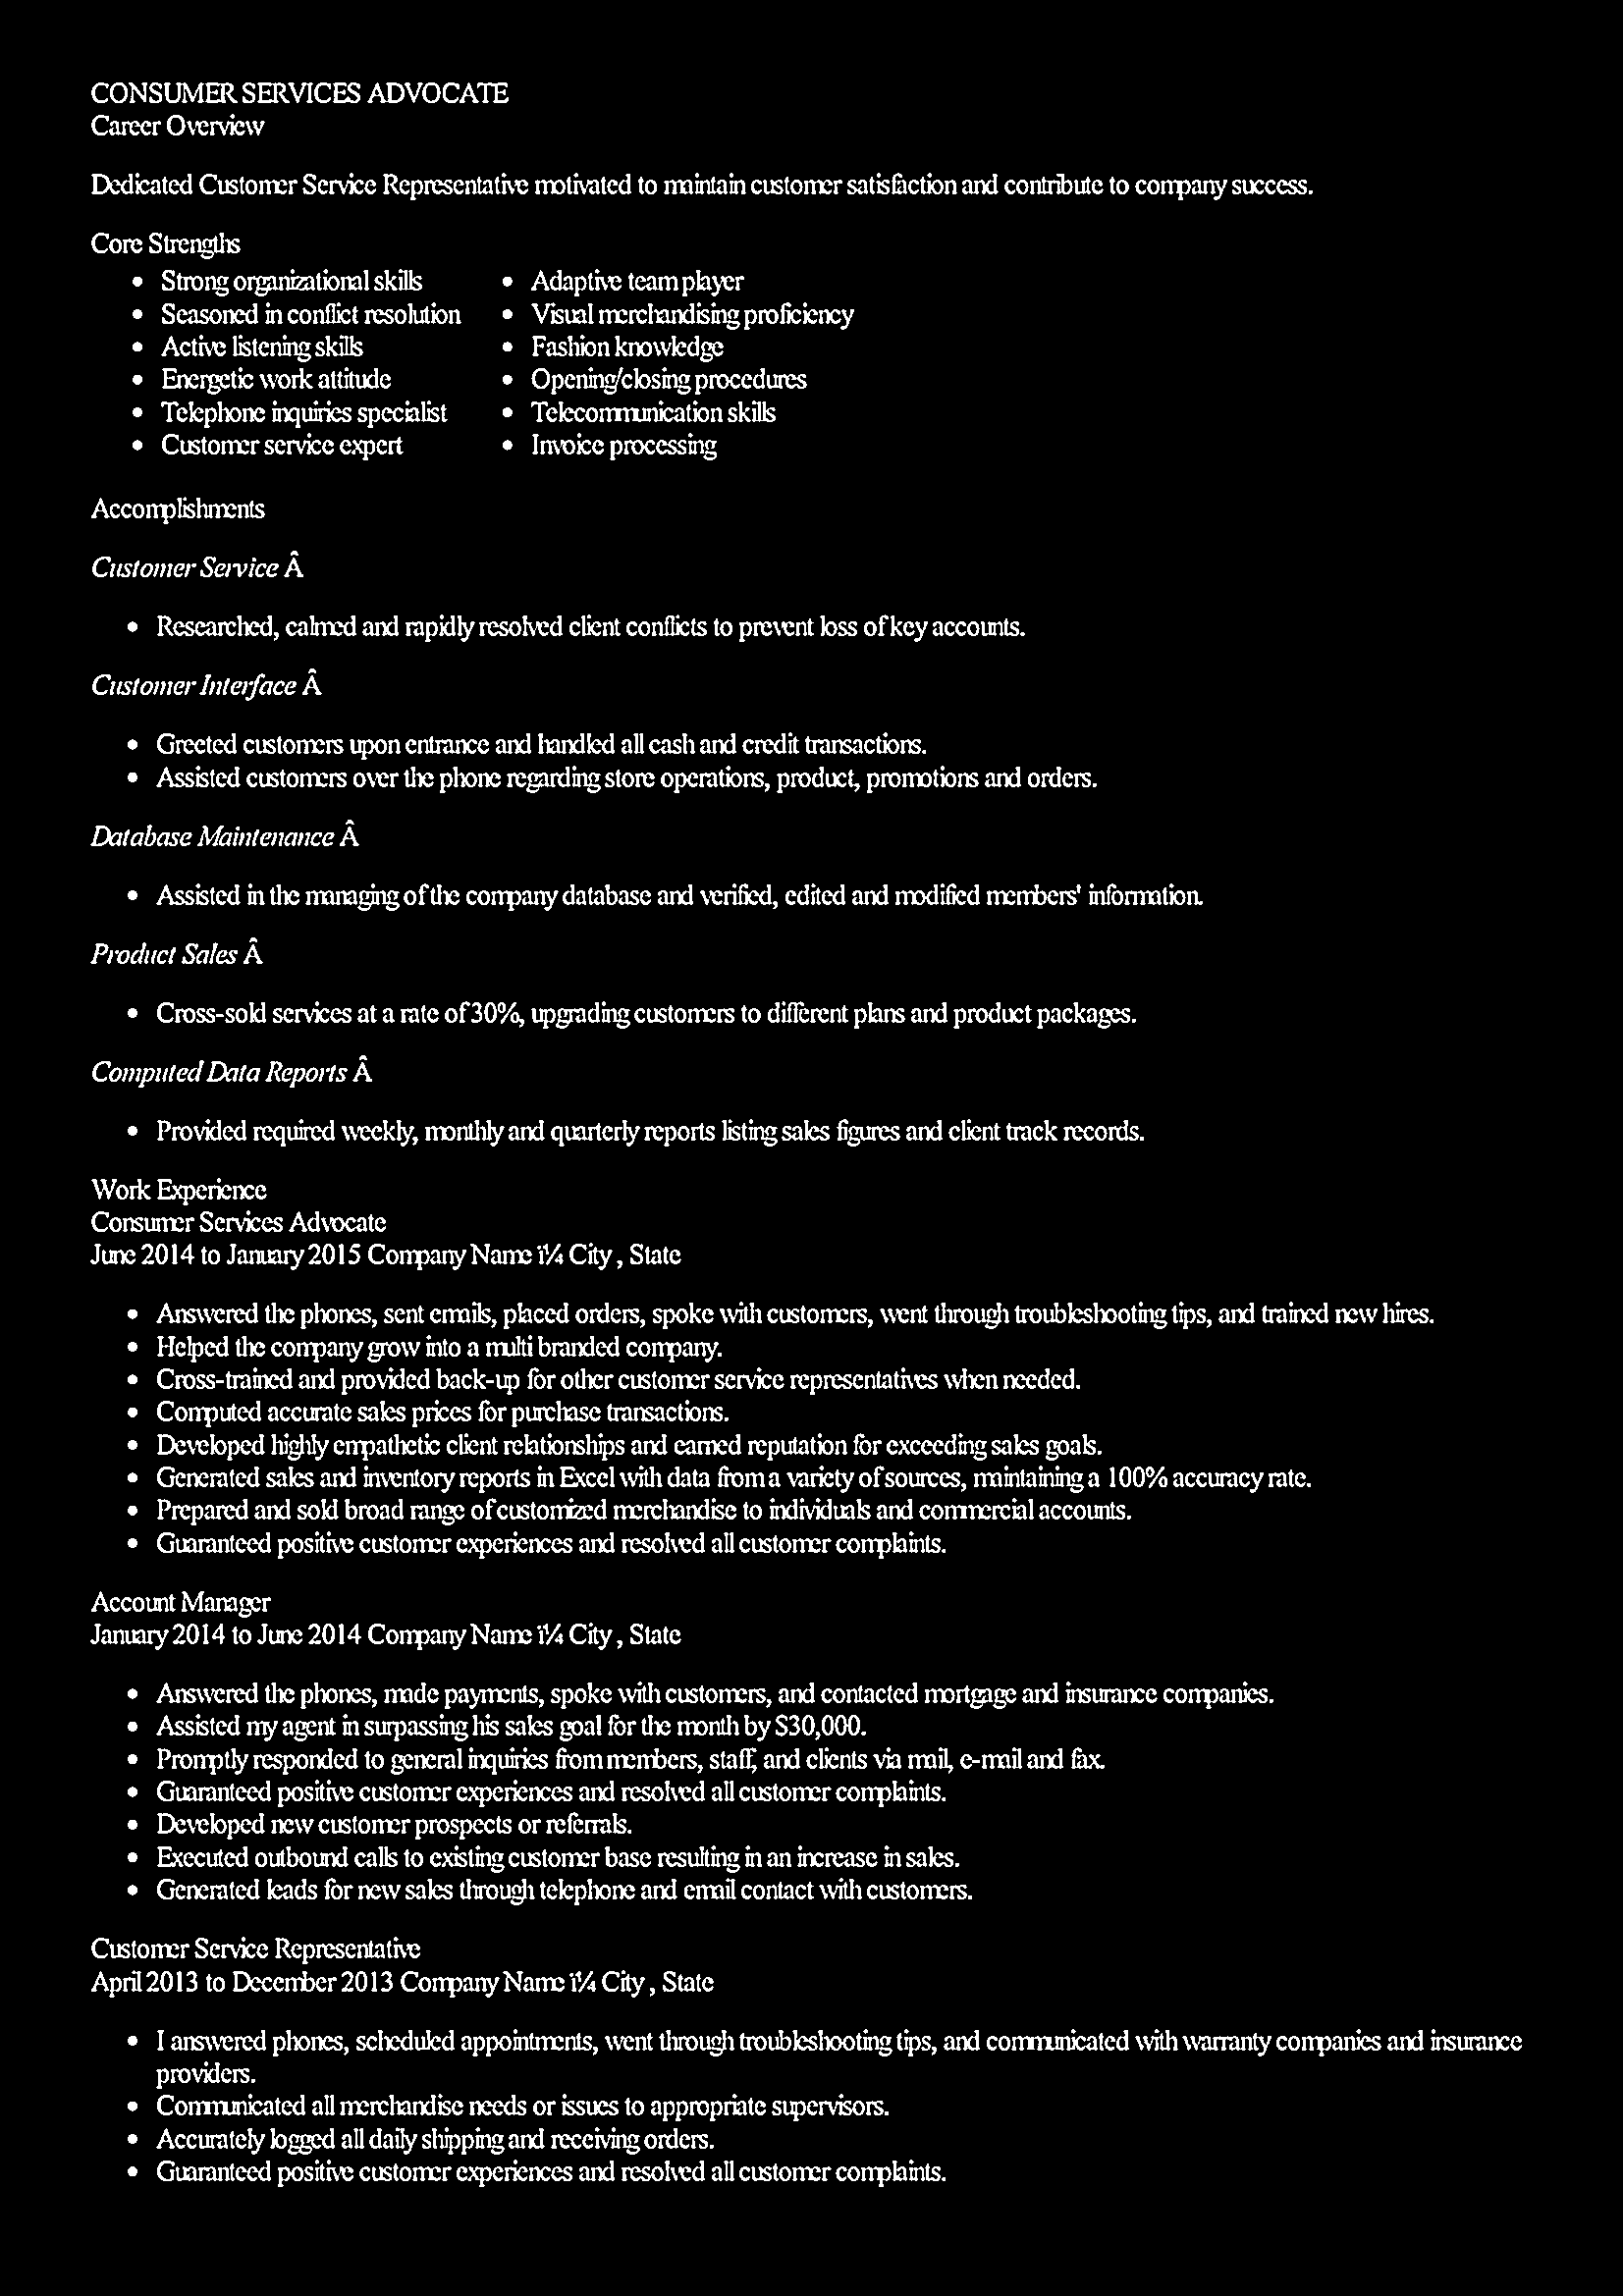 CONSUMER SERVICES ADVOCATE
Career Overview
Dedicated Customer Service Representative motivated to maintain customer satisfaction and contribute to company success.
Core Strengths
• Strong organizational skills
• Seasoned in conflict resolution
• Active listening skills
• Energetic work attitude
• Telephone inquiries specialist
• Customer service expert
• Adaptive team player
• Visual merchandising proficiency
• Fashion knowledge
• Opening/closing procedures
• Telecommunication skills
• Invoice processing
Accomplishments
Customer Service Â
• Researched, calmed and rapidly resolved client conflicts to prevent loss of key accounts.
Customer Interface Â
• Greeted customers upon entrance and handled all cash and credit transactions.
• Assisted customers over the phone regarding store operations, product, promotions and orders.
Database Maintenance Â
• Assisted in the managing of the company database and verified, edited and modified members' information.
Product Sales Â
• Cross-sold services at a rate of 30%, upgrading customers to different plans and product packages.
Computed Data Reports Â
• Provided required weekly, monthly and quarterly reports listing sales figures and client track records.
Work Experience
Consumer Services Advocate
June 2014 to January 2015 Company Name ï¼ City , State
• Answered the phones, sent emails, placed orders, spoke with customers, went through troubleshooting tips, and trained new hires.
• Helped the company grow into a multi branded company.
• Cross-trained and provided back-up for other customer service representatives when needed.
• Computed accurate sales prices for purchase transactions.
• Developed highly empathetic client relationships and earned reputation for exceeding sales goals.
• Generated sales and inventory reports in Excel with data from a variety of sources, maintaining a 100% accuracy rate.
• Prepared and sold broad range of customized merchandise to individuals and commercial accounts.
• Guaranteed positive customer experiences and resolved all customer complaints.
Account Manager
January 2014 to June 2014 Company Name ï¼ City , State
• Answered the phones, made payments, spoke with customers, and contacted mortgage and insurance companies.
• Assisted my agent in surpassing his sales goal for the month by $30,000.
• Promptly responded to general inquiries from members, staff, and clients via mail, e-mail and fax.
• Guaranteed positive customer experiences and resolved all customer complaints.
• Developed new customer prospects or referrals.
• Executed outbound calls to existing customer base resulting in an increase in sales.
• Generated leads for new sales through telephone and email contact with customers.
Customer Service Representative
April 2013 to December 2013 Company Name ï¼ City , State
• I answered phones, scheduled appointments, went through troubleshooting tips, and communicated with warranty companies and insurance
providers.
• Communicated all merchandise needs or issues to appropriate supervisors.
• Accurately logged all daily shipping and receiving orders.
• Guaranteed positive customer experiences and resolved all customer complaints.